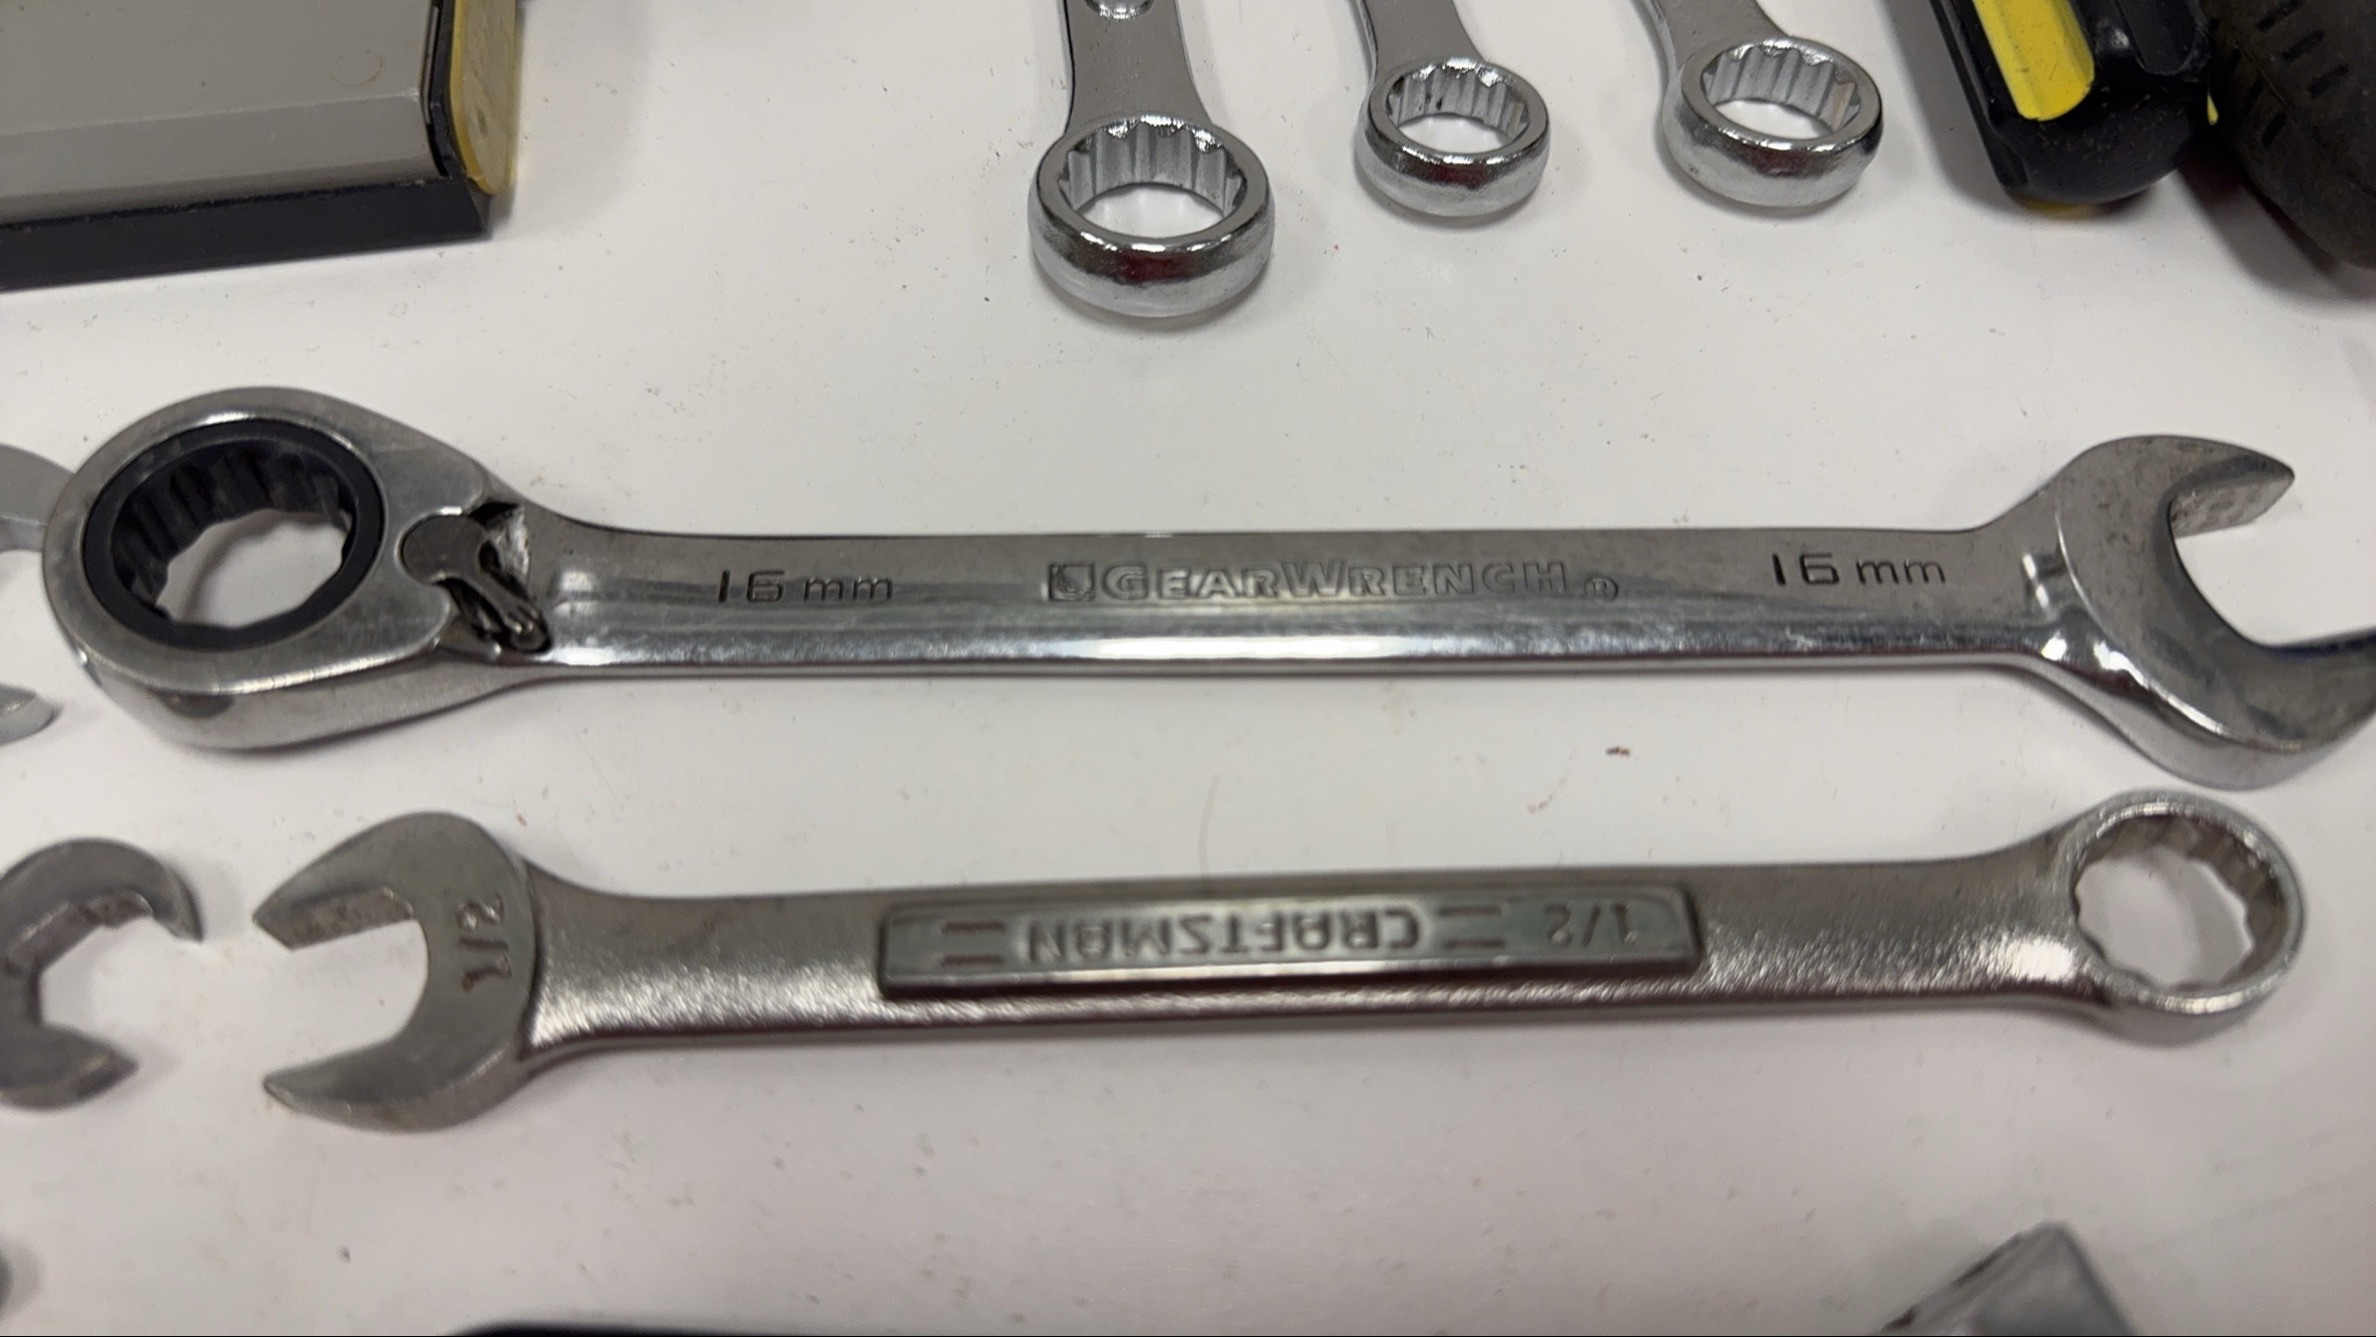 16 mm GEARWRENCH® 16 mm
1/2
= CRAFTSMAN =
1/2